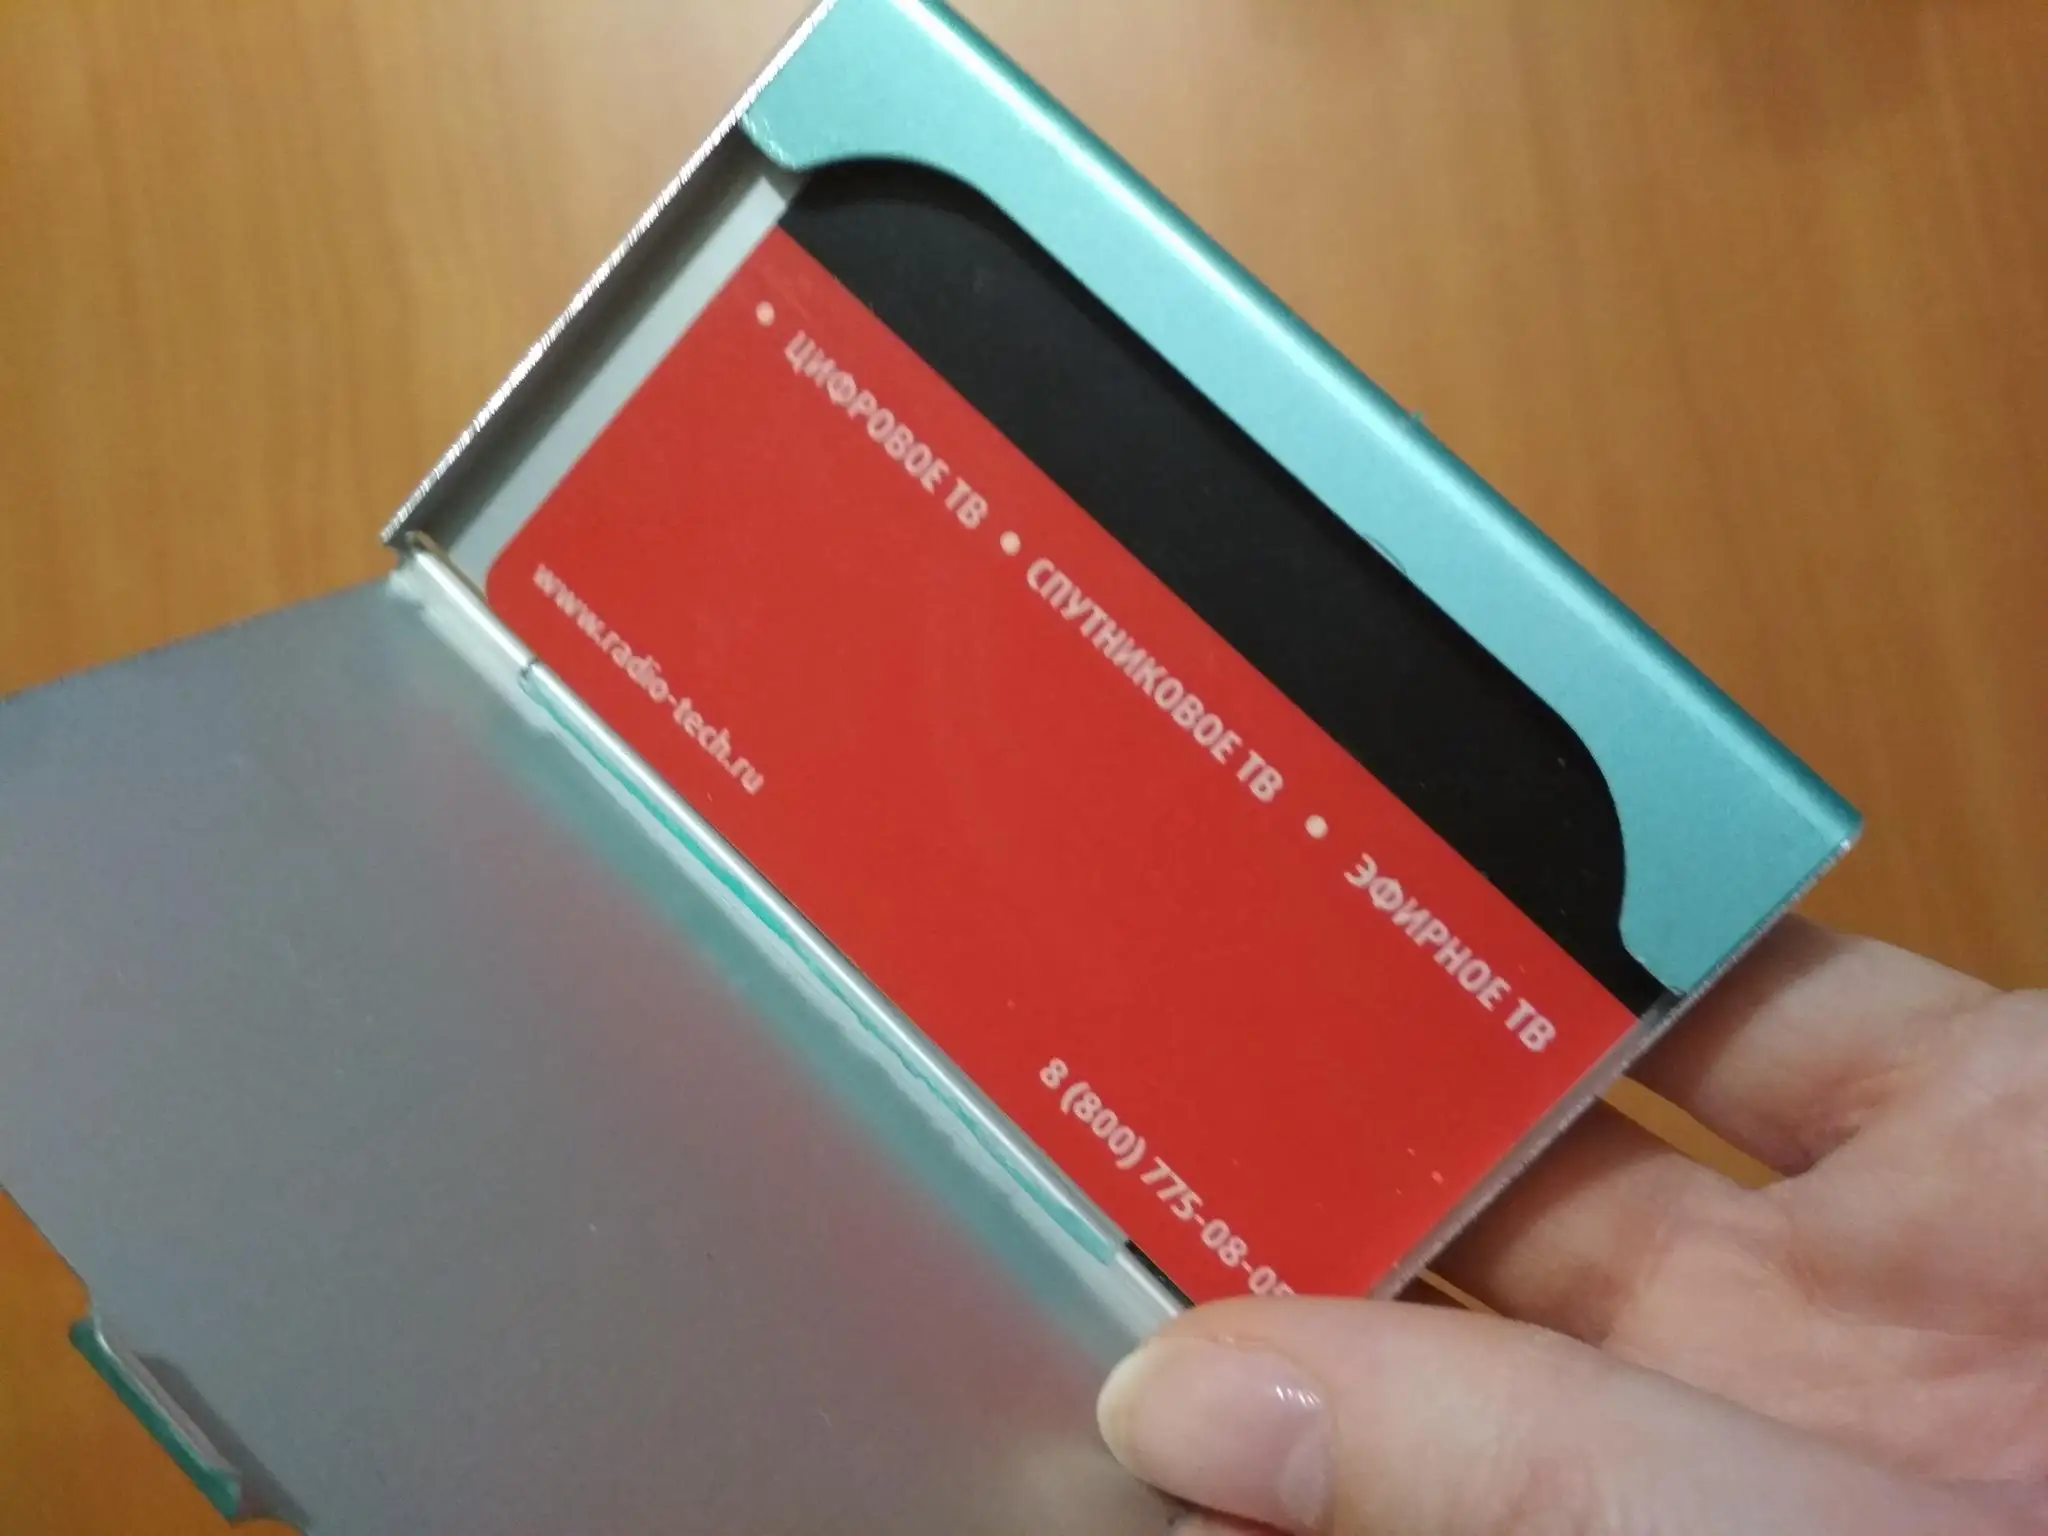 • ЦИФРОВОЕ ТВ • СПУТНИКОВОЕ ТВ • ЭФИРНОЕ ТВ
www.radio-tech.ru
8 (800) 775-08-0